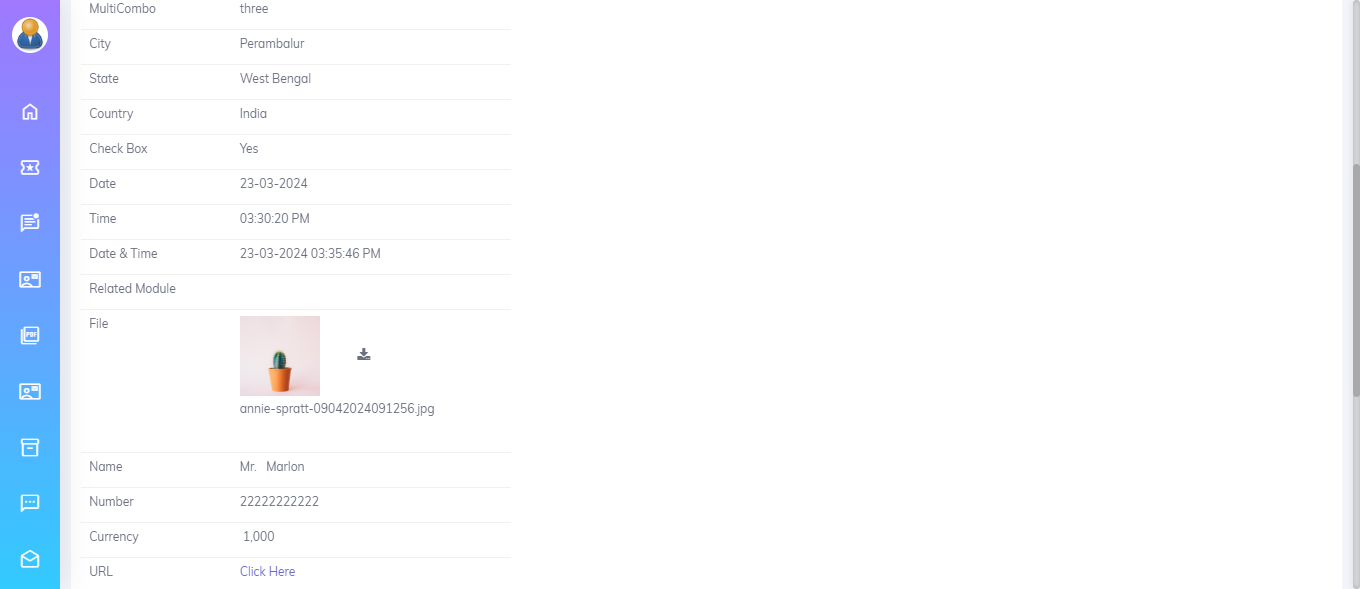 MultiCombo three
City Perambalur
State West Bengal
Country India
Check Box Yes
Date 23-03-2024
Time 03:30:20 PM
Date & Time 23-03-2024 03:35:46 PM
Related Module
File
annie-spratt-09042024091256.jpg
Name Mr. Marlon
Number 22222222222
Currency 1,000
URL Click Here
PDF